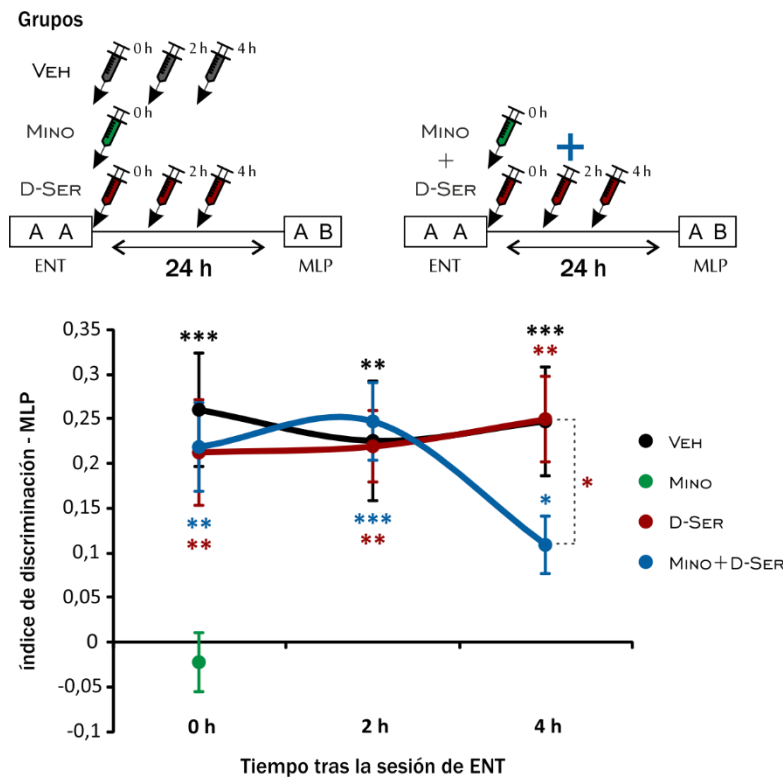 Grupos
VEH
0 h
2 h
4 h
MINO
0 h
D-SER
0 h
2 h
4 h
A A
A B
ENT
24 h
MLP
MINO
+
D-SER
0 h
+
0 h
2 h
4 h
A A
A B
ENT
24 h
MLP
índice de discriminación - MLP
0,35
0,3
0,25
0,2
0,15
0,1
0,05
0
-0,05
-0,1
***
**
***
**
**
**
***
**
*
*
VEH
MINO
D-SER
MINO+D-SER
0 h
2 h
4 h
Tiempo tras la sesión de ENT